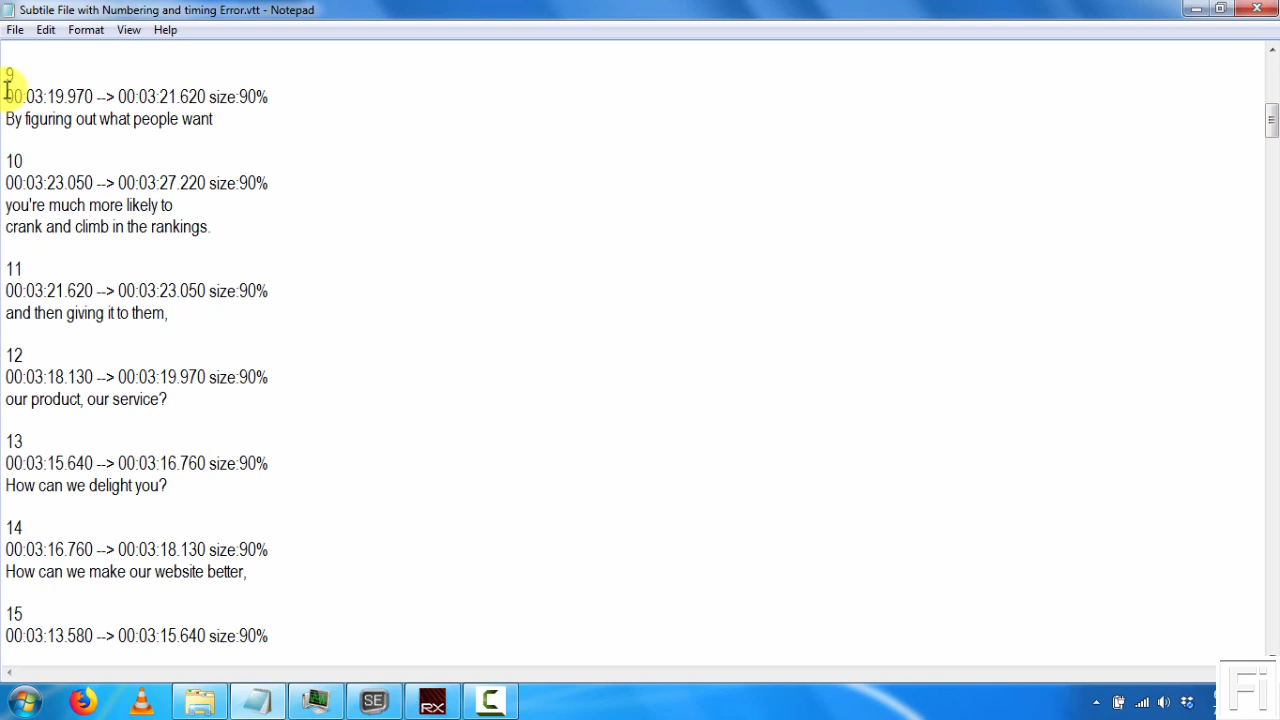 Subtile File with Numbering and timing Error.vtt - Notepad
File Edit Format View Help
9
00:03:19.970 --> 00:03:21.620 size:90%
By figuring out what people want
10
00:03:23.050 --> 00:03:27.220 size:90%
you're much more likely to
crank and climb in the rankings.
11
00:03:21.620 --> 00:03:23.050 size:90%
and then giving it to them,
12
00:03:18.130 --> 00:03:19.970 size:90%
our product, our service?
13
00:03:15.640 --> 00:03:16.760 size:90%
How can we delight you?
14
00:03:16.760 --> 00:03:18.130 size:90%
How can we make our website better,
15
00:03:13.580 --> 00:03:15.640 size:90%
SE
RX
C
Fi